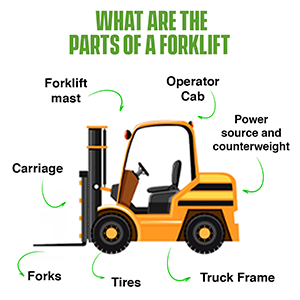 WHAT ARE THE
PARTS OF A FORKLIFT
Forklift
mast
Operator
Cab
Power
source and
counterweight
Carriage
Forks
Tires
Truck Frame